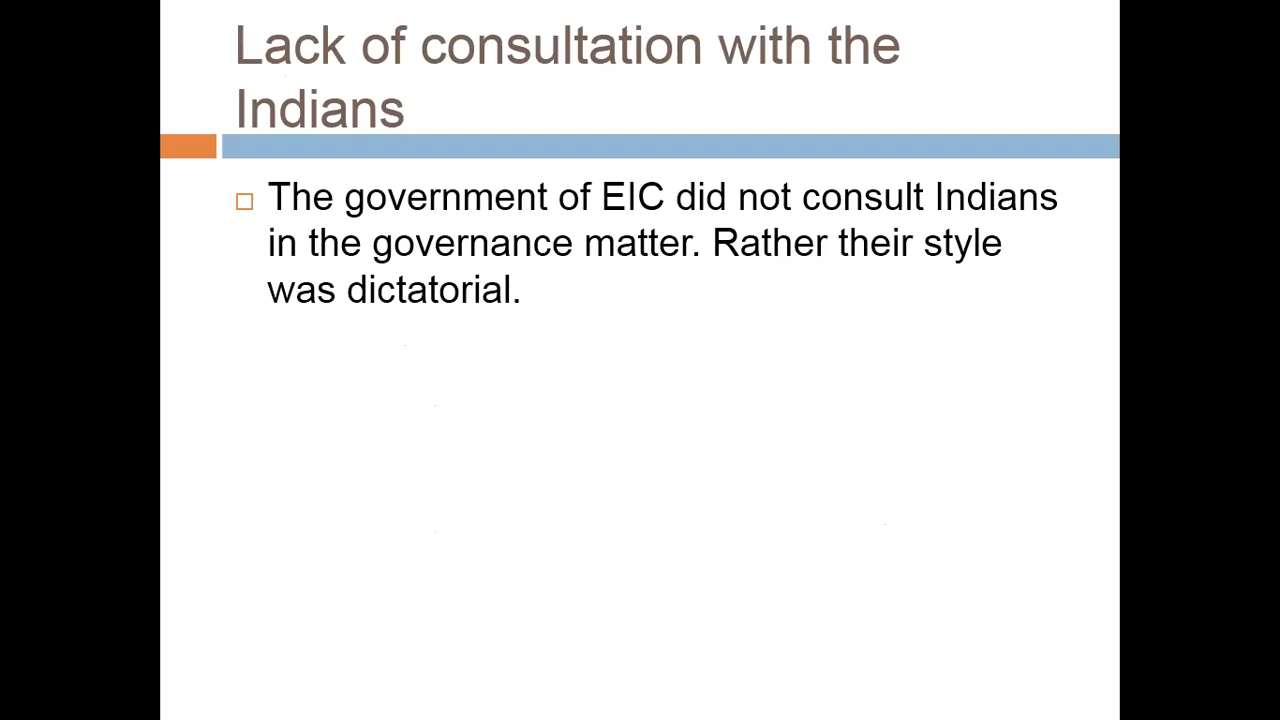 Lack of consultation with the
Indians
The government of EIC did not consult Indians
in the governance matter. Rather their style
was dictatorial.